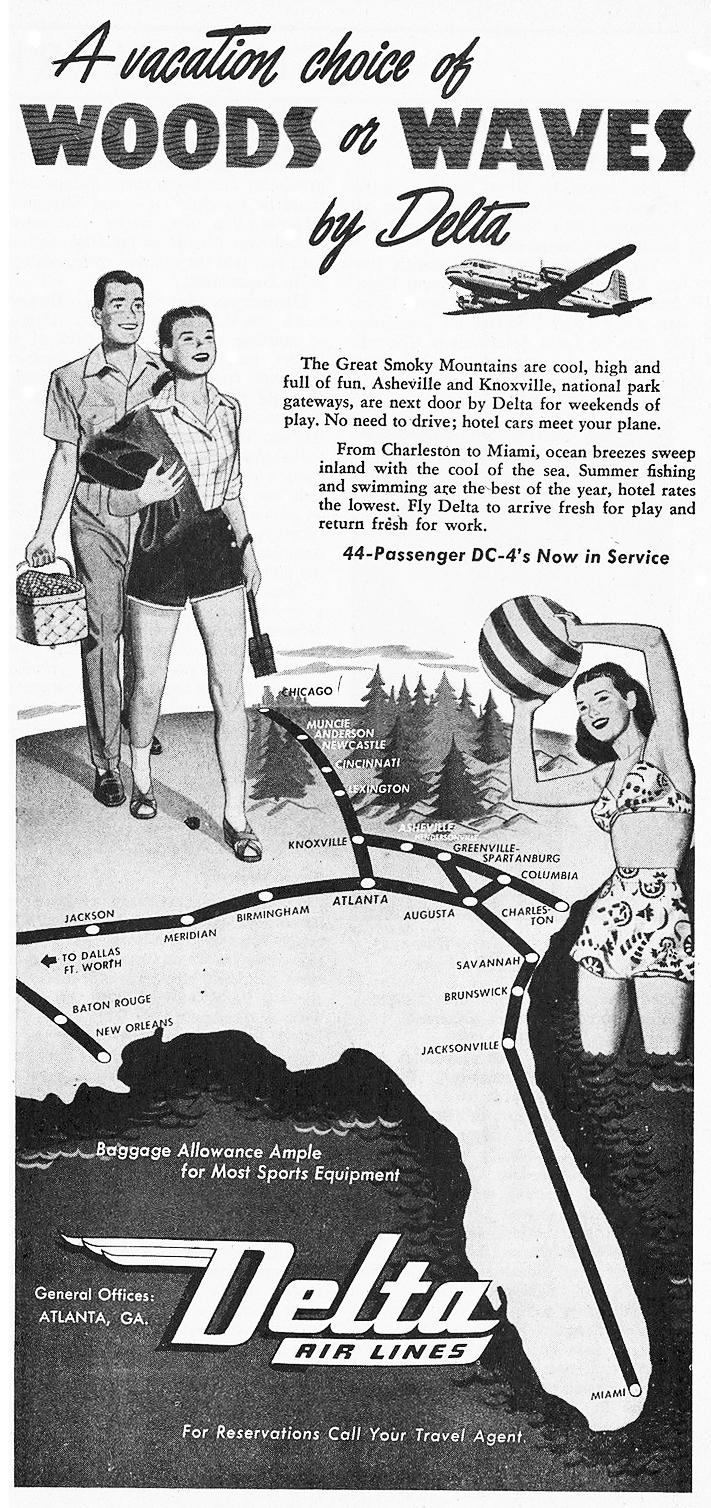 A vacation choice of
WOODS or WAVES
by Delta
The Great Smoky Mountains are cool, high and
full of fun. Asheville and Knoxville, national park
gateways, are next door by Delta for weekends of
play. No need to drive; hotel cars meet your plane.
From Charleston to Miami, ocean breezes sweep
inland with the cool of the sea. Summer fishing
and swimming are the best of the year, hotel rates
the lowest. Fly Delta to arrive fresh for play and
return fresh for work.
44-Passenger DC-4's Now in Service
CHICAGO
MUNCIE
ANDERSON
NEWCASTLE
CINCINNATI
LEXINGTON
KNOXVILLE
ASHEVILLE
HENDERSONVILLE
GREENVILLE-
SPARTANBURG
COLUMBIA
ATLANTA
AUGUSTA
CHARLES-
TON
BIRMINGHAM
JACKSON
MERIDIAN
TO DALLAS
FT. WORTH
SAVANNAH
BRUNSWICK
BATON ROUGE
NEW ORLEANS
JACKSONVILLE
Baggage Allowance Ample
for Most Sports Equipment
General Offices:
ATLANTA, GA.
Delta
AIR LINES
MIAMI
For Reservations Call Your Travel Agent.